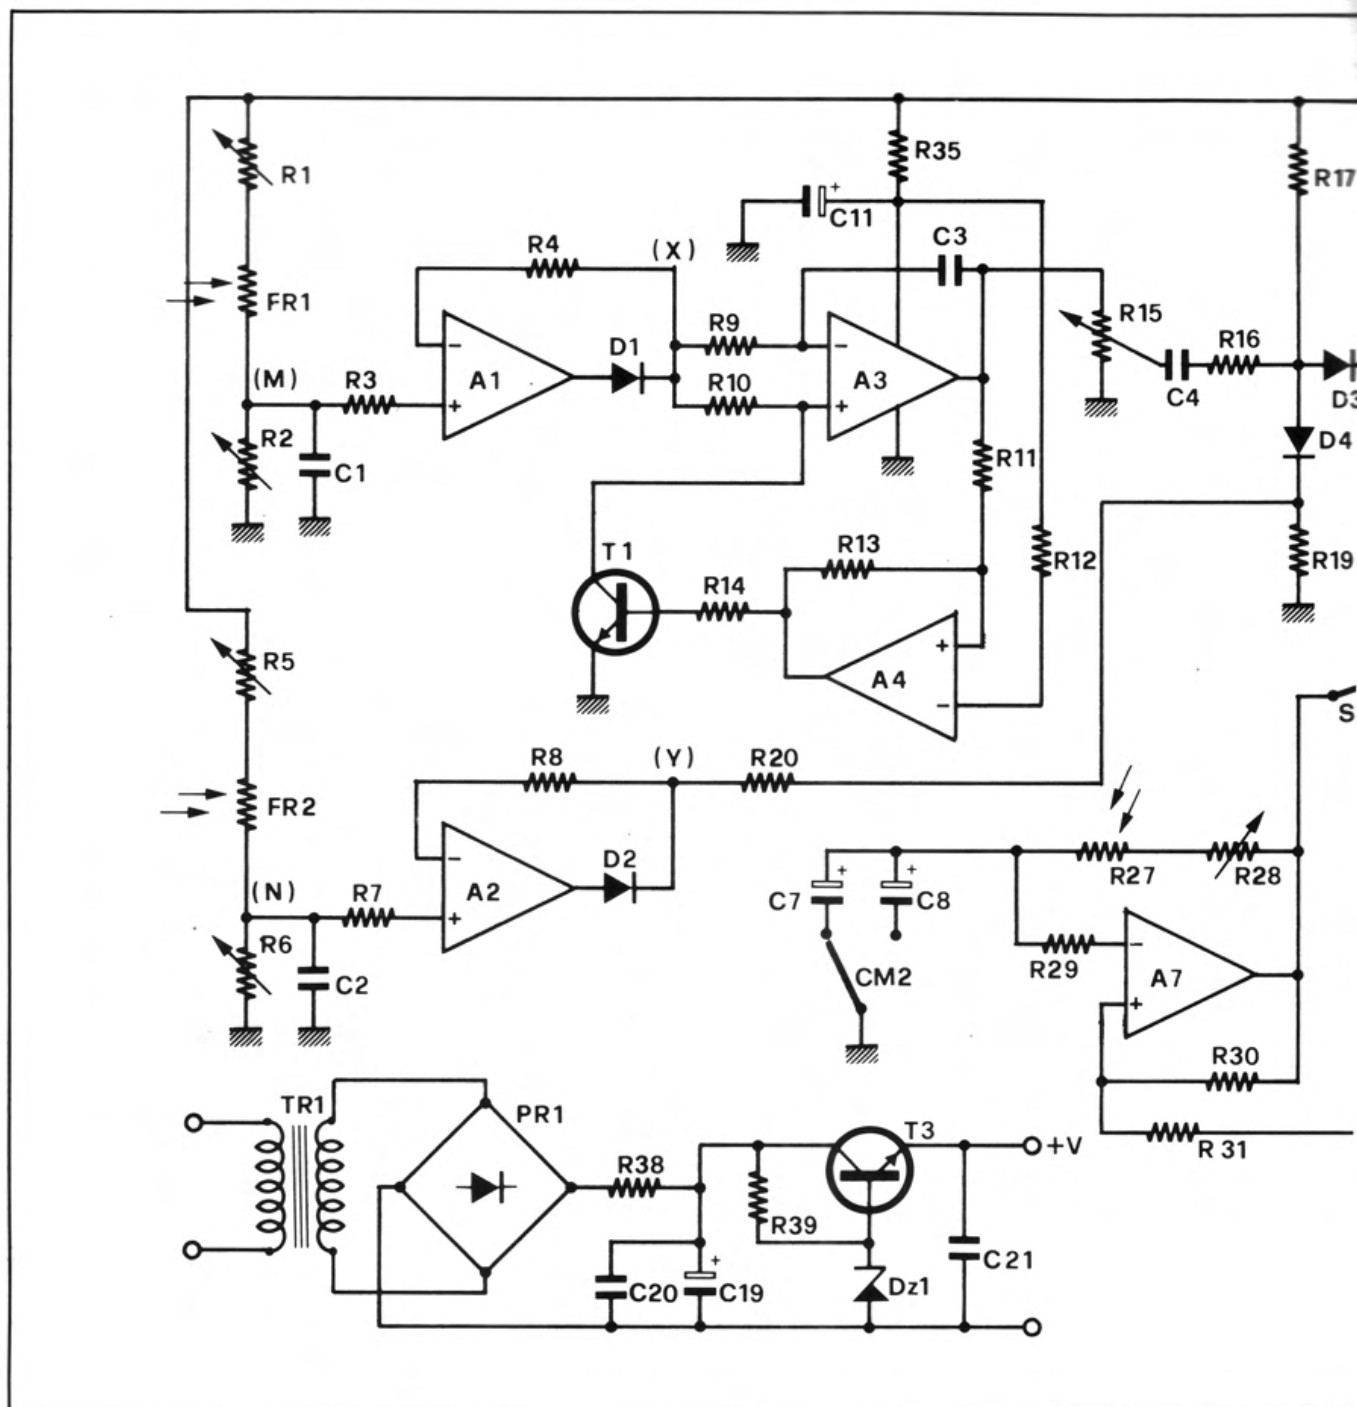 R1
R35
R17
+
C11
(X)
R4
C3
FR1
R9
D1
R15
R16
(M)
R3
−
A1
R10
−
A3
C4
D3
+
+
R2
C1
D4
R11
T1
R13
R12
R19
R14
R5
+
A4
−
S
R8
(Y)
R20
FR2
D2
+
+
R27
R28
C7
C8
(N)
R7
−
A2
+
R6
R29
−
A7
C2
CM2
+
R30
TR1
PR1
T3
+V
R31
R38
R39
+
C20
C19
Dz1
C21